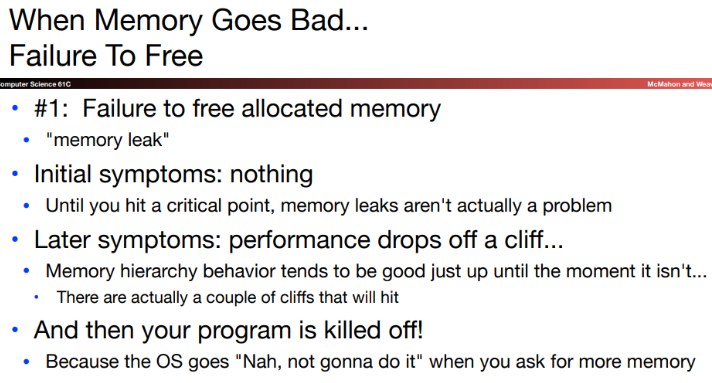 When Memory Goes Bad...
Failure To Free
omputer Science 61C
McMahon and Weav
• #1: Failure to free allocated memory
• "memory leak"
• Initial symptoms: nothing
• Until you hit a critical point, memory leaks aren't actually a problem
• Later symptoms: performance drops off a cliff...
• Memory hierarchy behavior tends to be good just up until the moment it isn't...
• There are actually a couple of cliffs that will hit
• And then your program is killed off!
• Because the OS goes "Nah, not gonna do it" when you ask for more memory